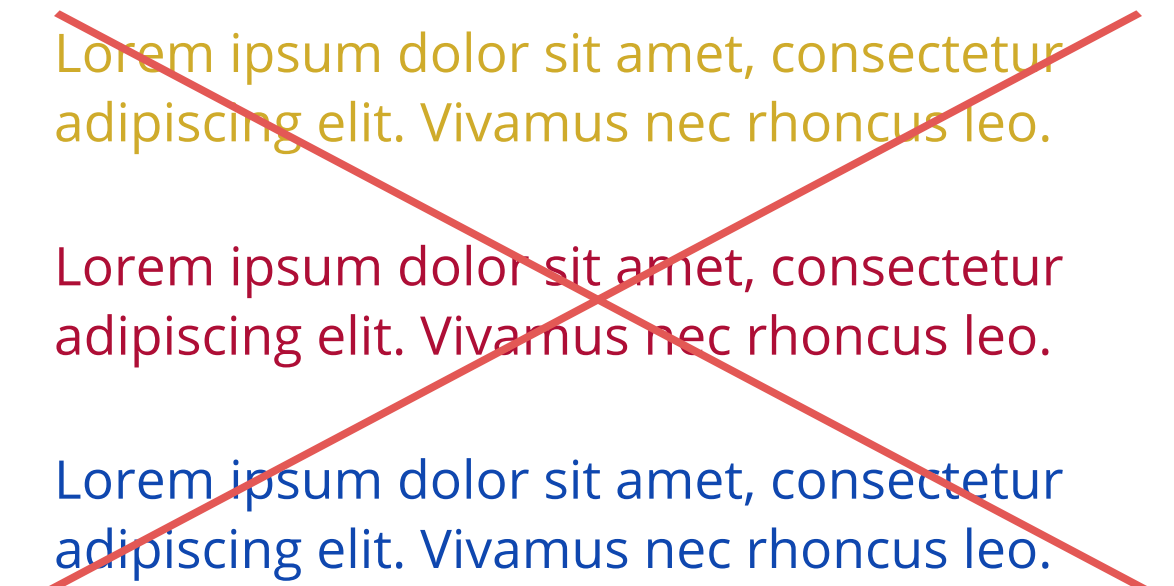 Lorem ipsum dolor sit amet, consectetur
adipiscing elit. Vivamus nec rhoncus leo.
Lorem ipsum dolor sit amet, consectetur
adipiscing elit. Vivamus nec rhoncus leo.
Lorem ipsum dolor sit amet, consectetur
adipiscing elit. Vivamus nec rhoncus leo.